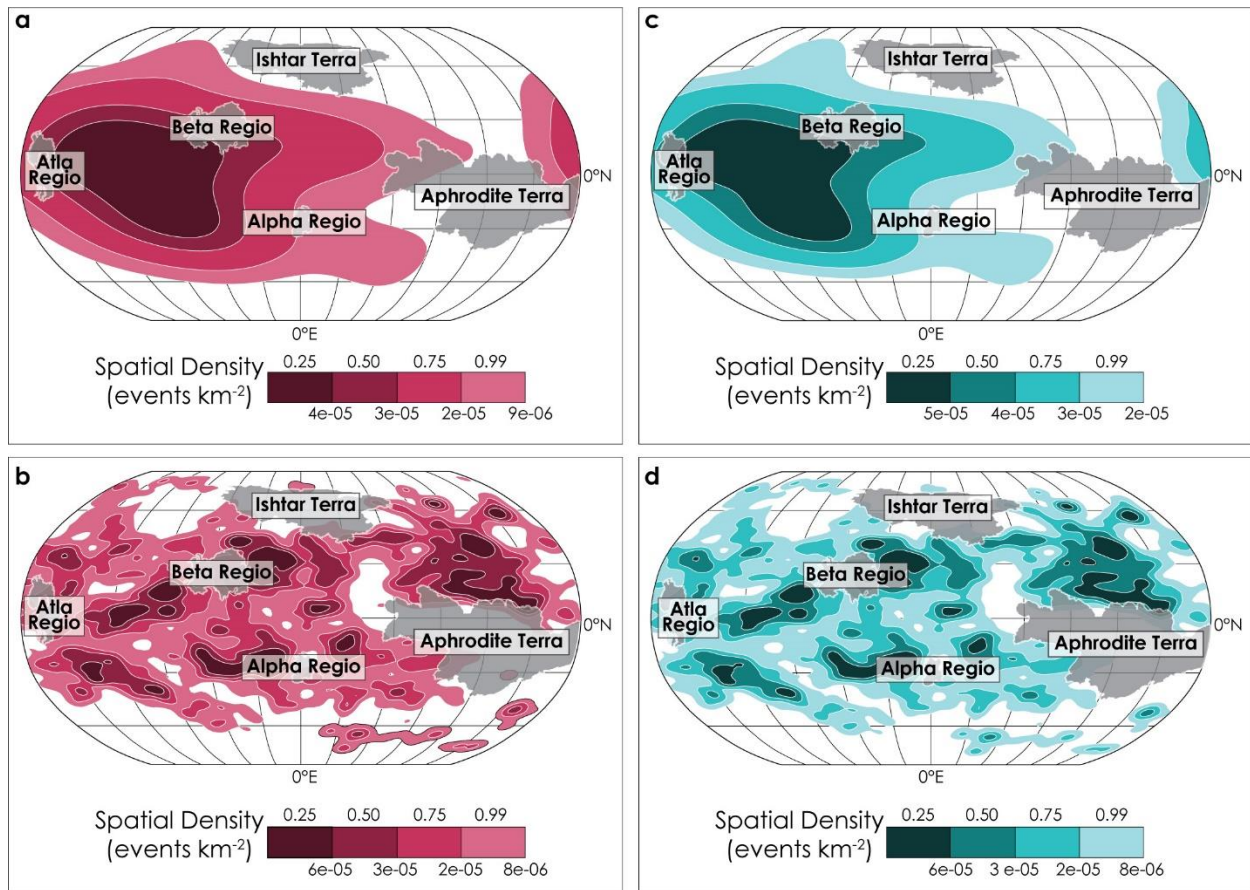 a
Ishtar Terra
Beta Regio
Atla
Regio
0°N
Aphrodite Terra
Alpha Regio
0°E
Spatial Density
(events km-2)
0.25 0.50 0.75 0.99
4e-05 3e-05 2e-05 9e-06
c
Ishtar Terra
Beta Regio
Atla
Regio
0°N
Aphrodite Terra
Alpha Regio
0°E
Spatial Density
(events km-2)
0.25 0.50 0.75 0.99
5e-05 4e-05 3e-05 2e-05
b
Ishtar Terra
Beta Regio
Atla
Regio
0°N
Aphrodite Terra
Alpha Regio
0°E
Spatial Density
(events km-2)
0.25 0.50 0.75 0.99
6e-05 3e-05 2e-05 8e-06
d
Ishtar Terra
Beta Regio
Atla
Regio
0°N
Aphrodite Terra
Alpha Regio
0°E
Spatial Density
(events km-2)
0.25 0.50 0.75 0.99
6e-05 3 e-05 2e-05 8e-06